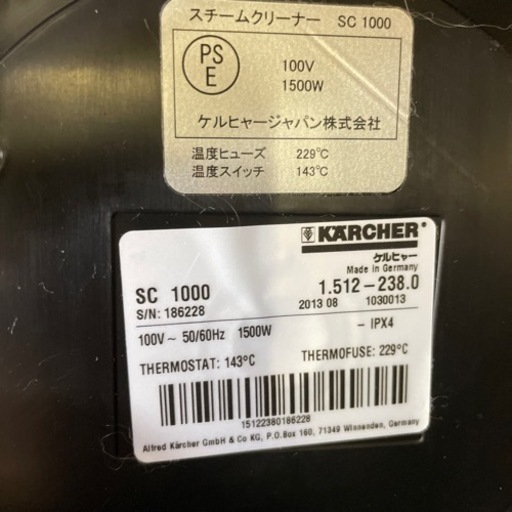 スチームクリーナー SC 1000
PS
E
100V
1500W
ケルヒャージャパン株式会社
温度ヒューズ 229℃
温度スイッチ 143℃
KÄRCHER®
ケルヒャー
Made in Germany
SC 1000 1.512-238.0
S/N: 186228 2013 08 1030013
100V~ 50/60Hz 1500W - IPX4
THERMOSTAT: 143°C THERMOFUSE: 229°C
15122380186228
Alfred Kärcher GmbH & Co KG, P.O.Box 160, 71349 Winnenden, Germany